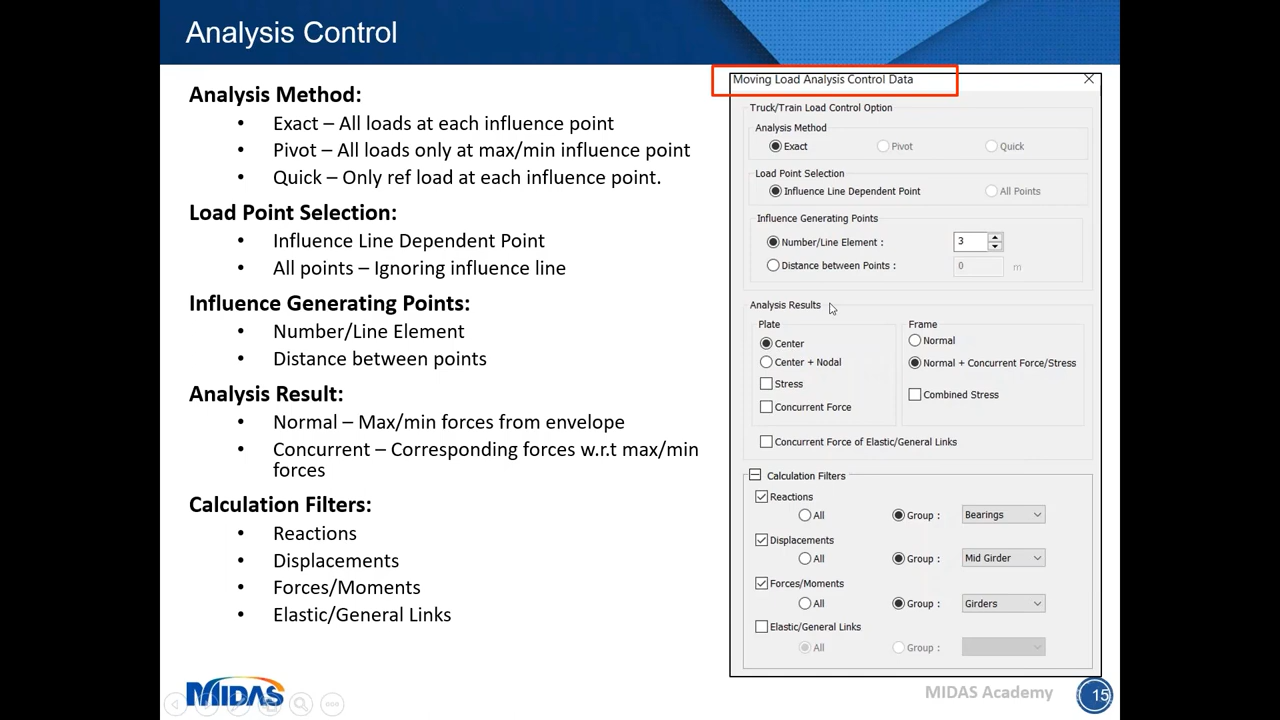 Analysis Control
Analysis Method:
• Exact – All loads at each influence point
• Pivot – All loads only at max/min influence point
• Quick – Only ref load at each influence point.
Load Point Selection:
• Influence Line Dependent Point
• All points – Ignoring influence line
Influence Generating Points:
• Number/Line Element
• Distance between points
Analysis Result:
• Normal – Max/min forces from envelope
• Concurrent – Corresponding forces w.r.t max/min
forces
Calculation Filters:
• Reactions
• Displacements
• Forces/Moments
• Elastic/General Links
Moving Load Analysis Control Data
Truck/Train Load Control Option
Analysis Method
Exact Pivot Quick
Load Point Selection
Influence Line Dependent Point All Points
Influence Generating Points
Number/Line Element : 3
Distance between Points : 0 m
Analysis Results
Plate Frame
Center Normal
Center + Nodal Normal + Concurrent Force/Stress
Stress
Combined Stress
Concurrent Force
Concurrent Force of Elastic/General Links
Calculation Filters
Reactions
All Group : Bearings
Displacements
All Group : Mid Girder
Forces/Moments
All Group : Girders
Elastic/General Links
All Group :
MIDAS
MIDAS Academy 15